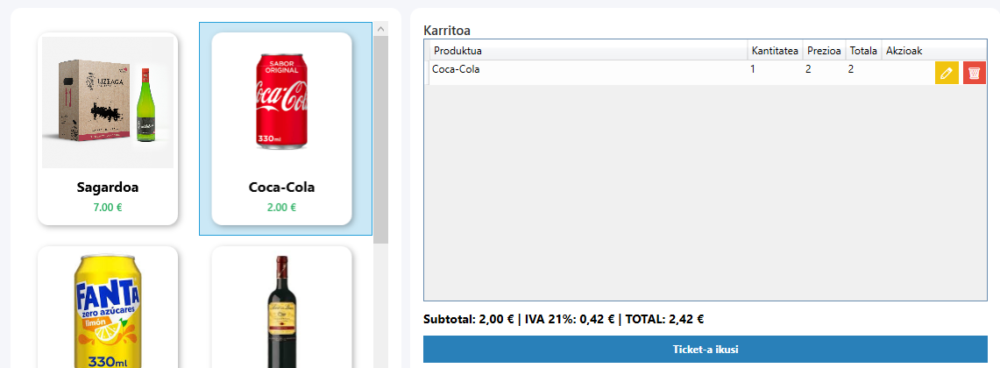 LIZEAGA
Sagardoa
7.00 €
SABOR
ORIGINAL
Coca-Cola
330ml
Coca-Cola
2.00 €
FANTA
zero azúcares
limón
330ml
Karritoa
Produktua Kantitatea Prezioa Totala Akzioak
Coca-Cola 1 2 2
Subtotal: 2,00 € | IVA 21%: 0,42 € | TOTAL: 2,42 €
Ticket-a ikusi